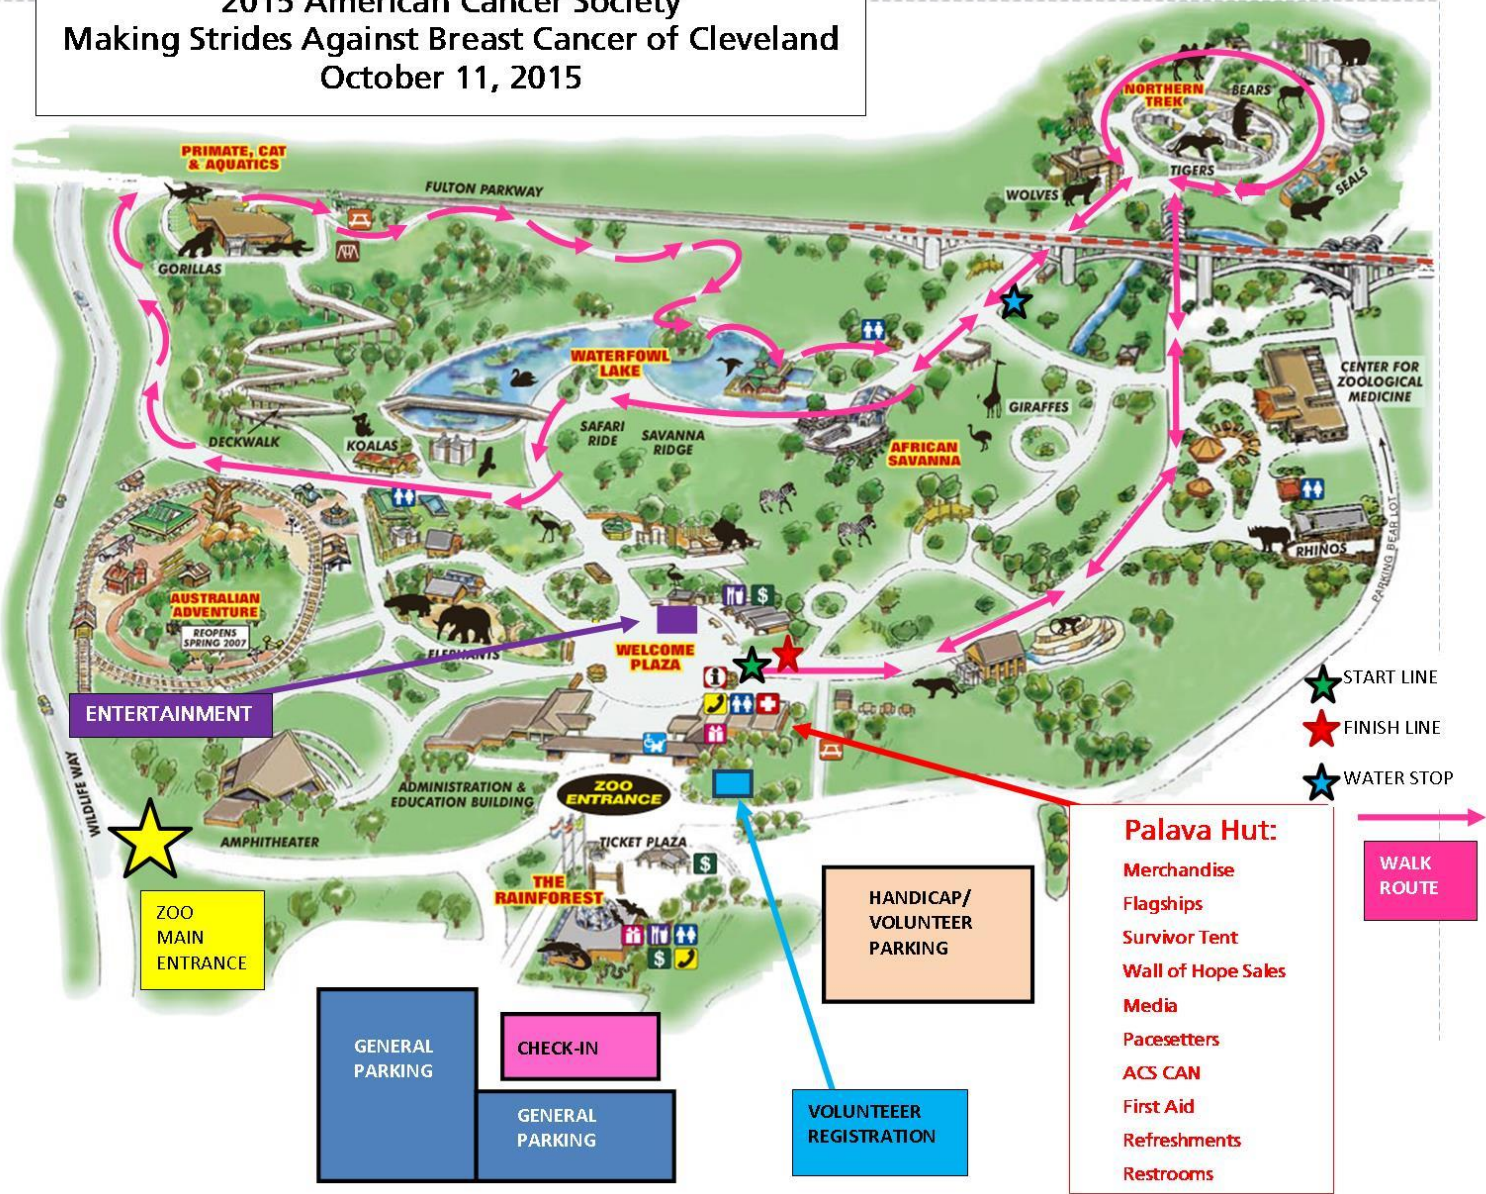 2015 American Cancer Society
Making Strides Against Breast Cancer of Cleveland
October 11, 2015
PRIMATE, CAT
& AQUATICS
FULTON PARKWAY
NORTHERN
TREK
BEARS
TIGERS
WOLVES
SEALS
GORILLAS
WATERFOWL
LAKE
CENTER FOR
ZOOLOGICAL
MEDICINE
GIRAFFES
DECKWALK
KOALAS
SAFARI
RIDE
SAVANNA
RIDGE
AFRICAN
SAVANNA
RHINOS
PARKING BEAR LOT
AUSTRALIAN
ADVENTURE
REOPENS
SPRING 2007
$
ELEPHANTS
WELCOME
PLAZA
i
START LINE
FINISH LINE
WATER STOP
ENTERTAINMENT
WILDLIFE WAY
ADMINISTRATION &
EDUCATION BUILDING
ZOO
ENTRANCE
AMPHITHEATER
TICKET PLAZA
$
THE
RAINFOREST
$
ZOO
MAIN
ENTRANCE
HANDICAP/
VOLUNTEER
PARKING
Palava Hut:
Merchandise
Flagships
Survivor Tent
Wall of Hope Sales
Media
Pacesetters
ACS CAN
First Aid
Refreshments
Restrooms
WALK
ROUTE
GENERAL
PARKING
CHECK-IN
GENERAL
PARKING
VOLUNTEEER
REGISTRATION